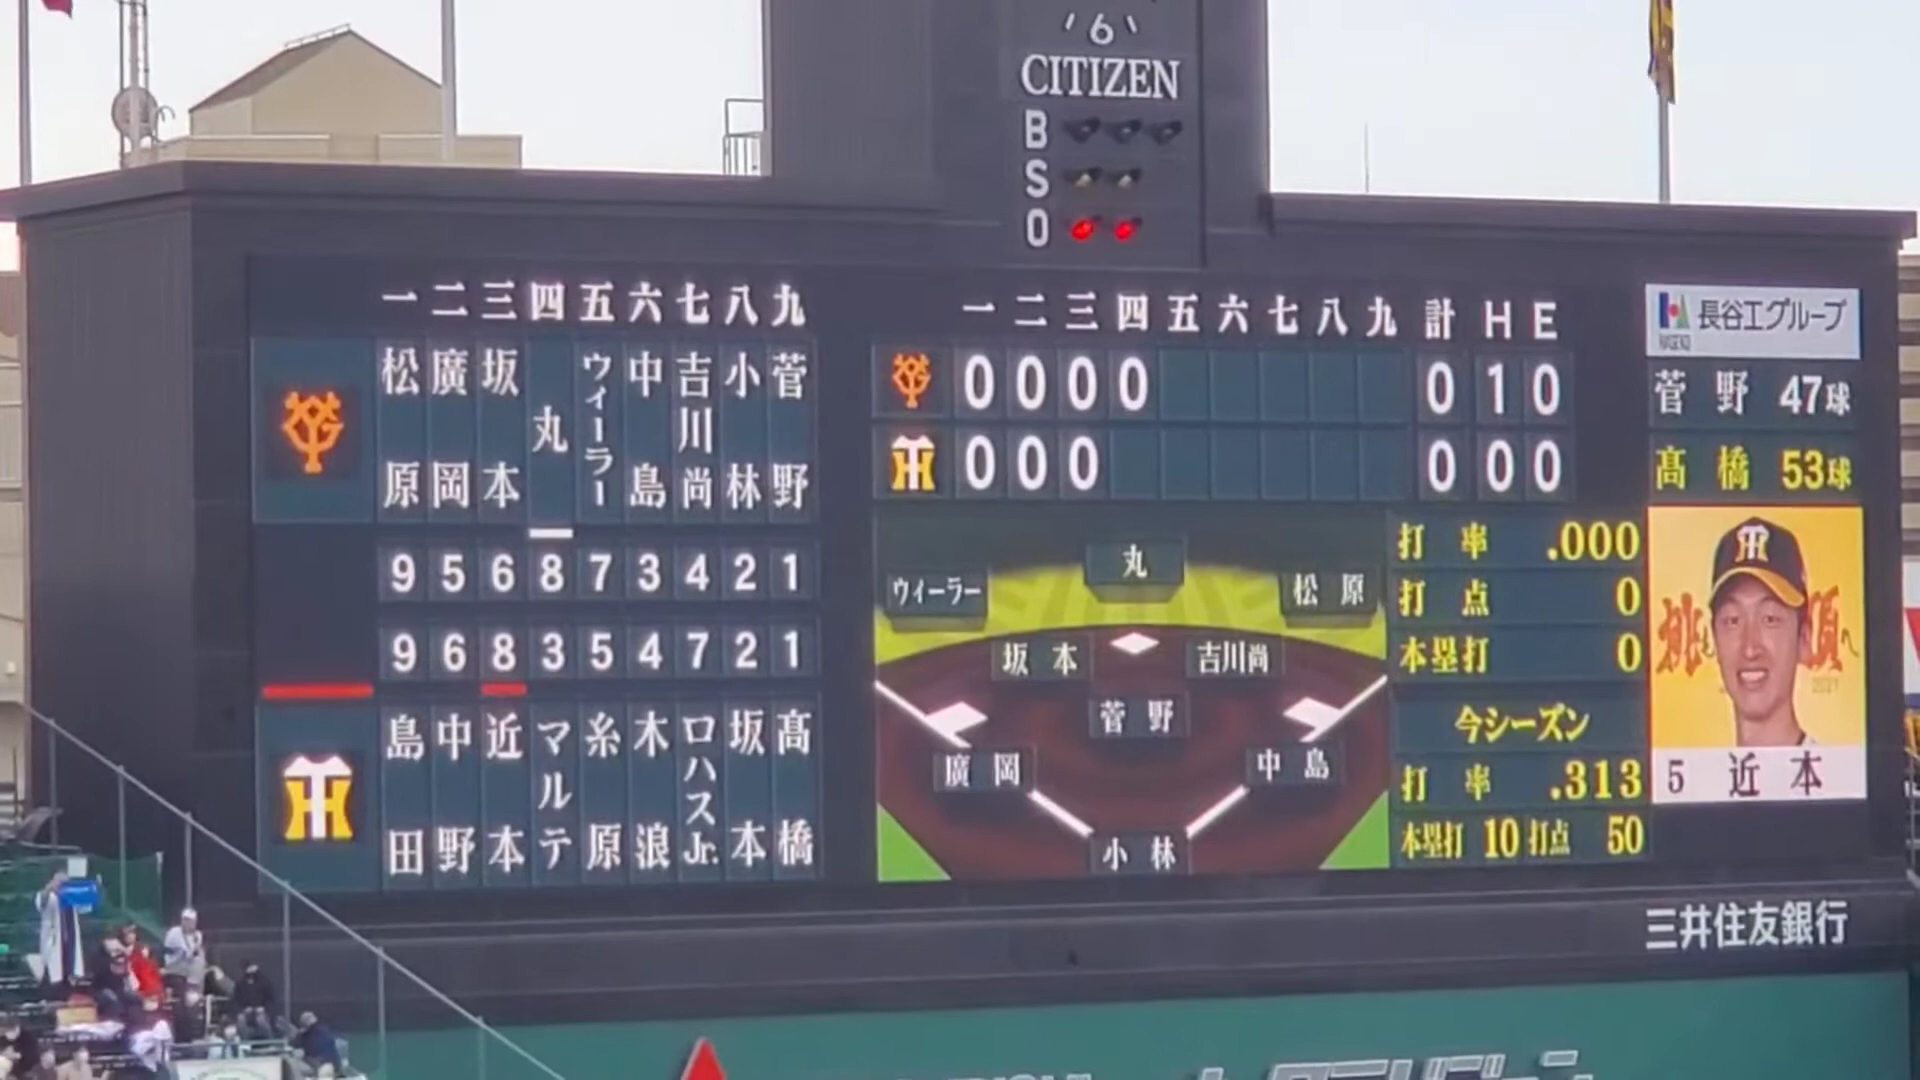 6
CITIZEN
B
S
O
一 二 三 四 五 六 七 八 九
松原 廣岡 坂本 丸 ウィーラー 中島 吉川尚 小林 菅野
9 5 6 8 7 3 4 2 1
9 6 8 3 5 4 7 2 1
島田 中野 近本 マルテ 糸原 木浪 ロハスJr. 坂本 髙橋
一 二 三 四 五 六 七 八 九 計 H E
0 0 0 0 0 1 0
0 0 0 0 0 0
丸
ウィーラー 松原
坂本 吉川尚
菅野
廣岡 中島
小林
打率 .000
打点 0
本塁打 0
今シーズン
打率 .313
本塁打 10 打点 50
長谷工グループ
HASEKO
菅野 47球
髙橋 53球
5 近本
三井住友銀行